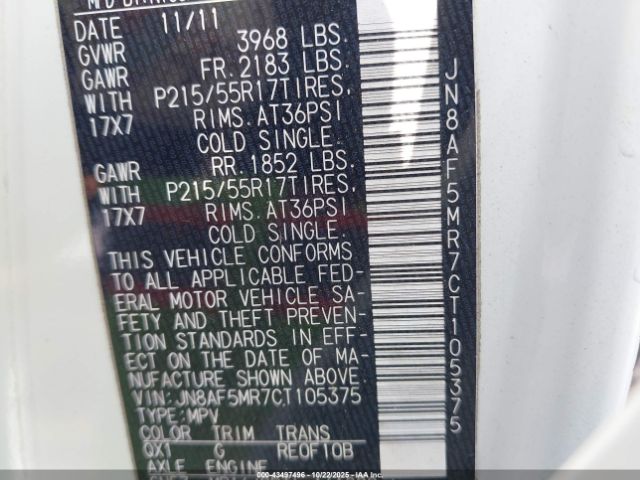 DATE 11/11
GVWR 3968 LBS.
GAWR FR. 2183 LBS.
WITH P215/55R17TIRES,
17X7 RIMS. AT36PSI
COLD SINGLE.
GAWR RR. 1852 LBS.
WITH P215/55R17TIRES,
17X7 RIMS. AT36PSI
COLD SINGLE.
THIS VEHICLE CONFORMS
TO ALL APPLICABLE FED-
ERAL MOTOR VEHICLE SA-
FETY AND THEFT PREVEN-
TION STANDARDS IN EFF-
ECT ON THE DATE OF MA-
NUFACTURE SHOWN ABOVE.
VIN: JN8AF5MR7CT105375
TYPE: MPV
COLOR TRIM TRANS
QX1 G REOF10B
AXLE ENGINE
JN8AF5MR7CT105375
Owner: 43497496 - 10/22/2025 - IAA Inc.